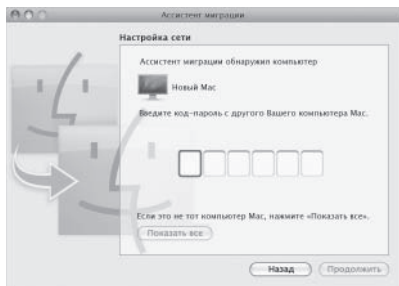 Ассистент миграции
Настройка сети
Ассистент миграции обнаружил компьютер
Новый Mac
Введите код-пароль с другого Вашего компьютера Mac.
Если это не тот компьютер Mac, нажмите «Показать все».
Показать все
Назад
Продолжить